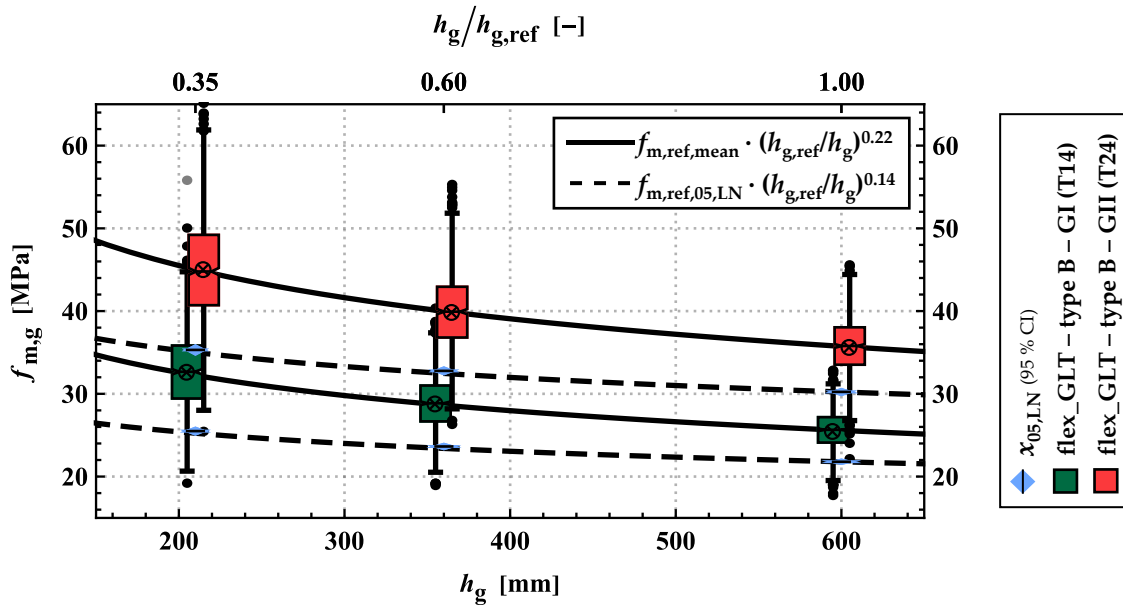 h_g/h_g,ref [–]
0.35 0.60 1.00
f_m,ref,mean · (h_g,ref/h_g)^0.22
f_m,ref,05,LN · (h_g,ref/h_g)^0.14
f_m,g [MPa]
60 60
50 50
40 40
30 30
20 20
200 300 400 500 600
h_g [mm]
x_05,LN (95 % CI)
flex_GLT – type B – GI (T14)
flex_GLT – type B – GII (T24)